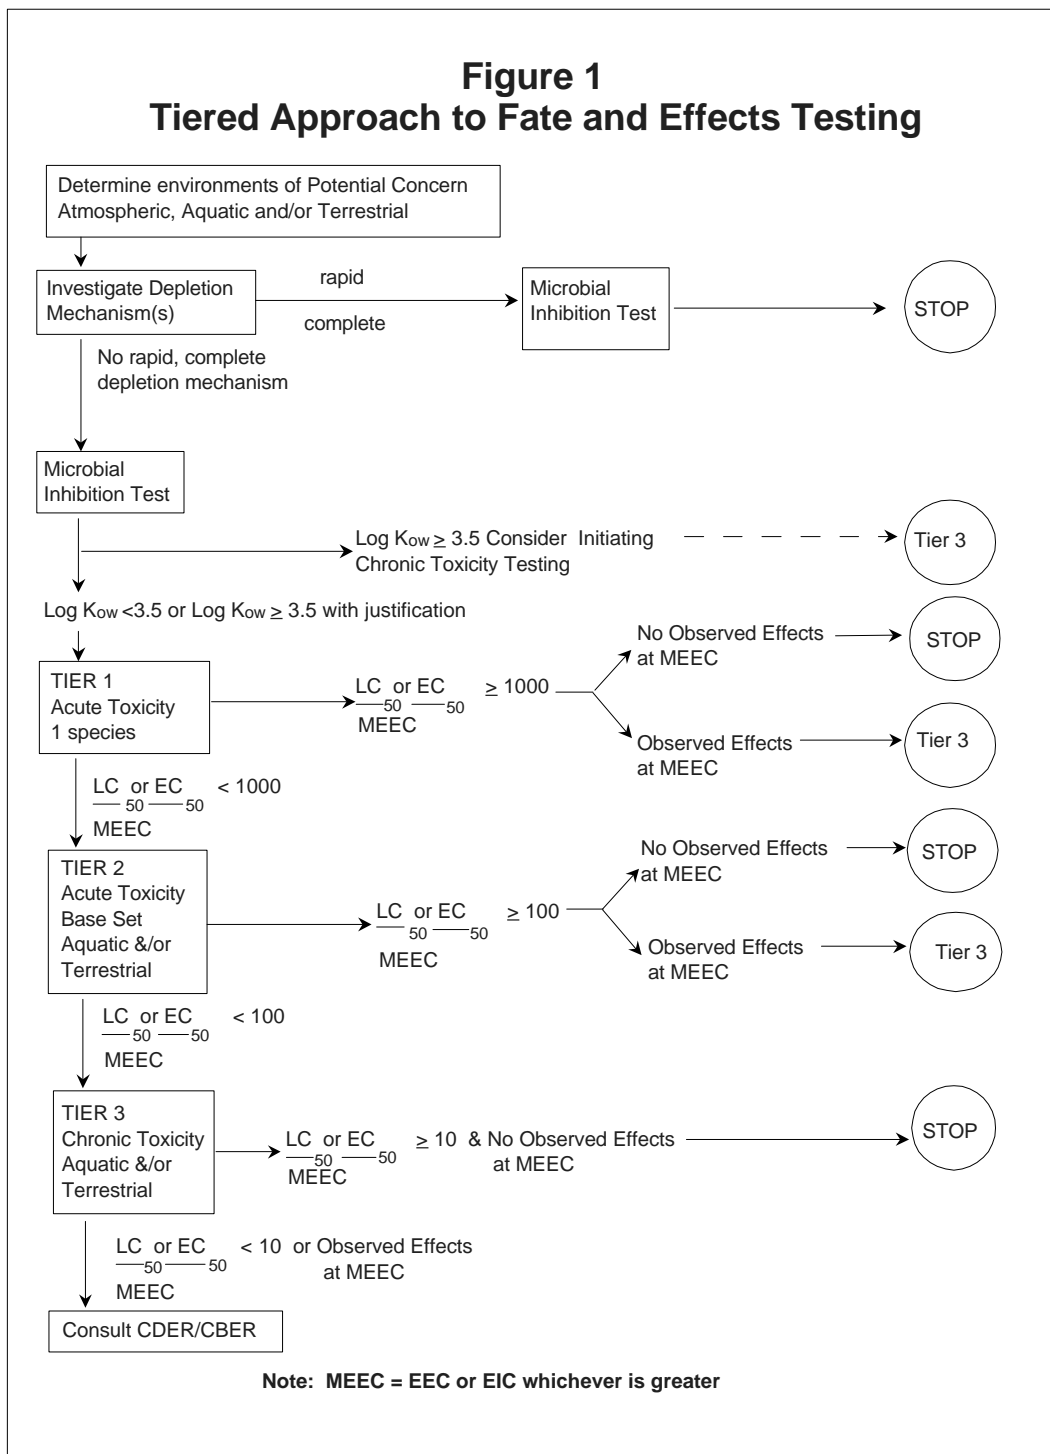 Figure 1
Tiered Approach to Fate and Effects Testing
Determine environments of Potential Concern
Atmospheric, Aquatic and/or Terrestrial
Investigate Depletion
Mechanism(s)
rapid
complete
Microbial
Inhibition Test
STOP
No rapid, complete
depletion mechanism
Microbial
Inhibition Test
Log Kow ≥ 3.5 Consider Initiating
Chronic Toxicity Testing
Tier 3
Log Kow <3.5 or Log Kow ≥ 3.5 with justification
TIER 1
Acute Toxicity
1 species
LC50 or EC50 ≥ 1000
MEEC
No Observed Effects
at MEEC
STOP
Observed Effects
at MEEC
Tier 3
LC50 or EC50 < 1000
MEEC
TIER 2
Acute Toxicity
Base Set
Aquatic &/or
Terrestrial
LC50 or EC50 ≥ 100
MEEC
No Observed Effects
at MEEC
STOP
Observed Effects
at MEEC
Tier 3
LC50 or EC50 < 100
MEEC
TIER 3
Chronic Toxicity
Aquatic &/or
Terrestrial
LC50 or EC50 ≥ 10 & No Observed Effects
at MEEC
MEEC
STOP
LC50 or EC50 < 10 or Observed Effects
at MEEC
MEEC
Consult CDER/CBER
Note: MEEC = EEC or EIC whichever is greater